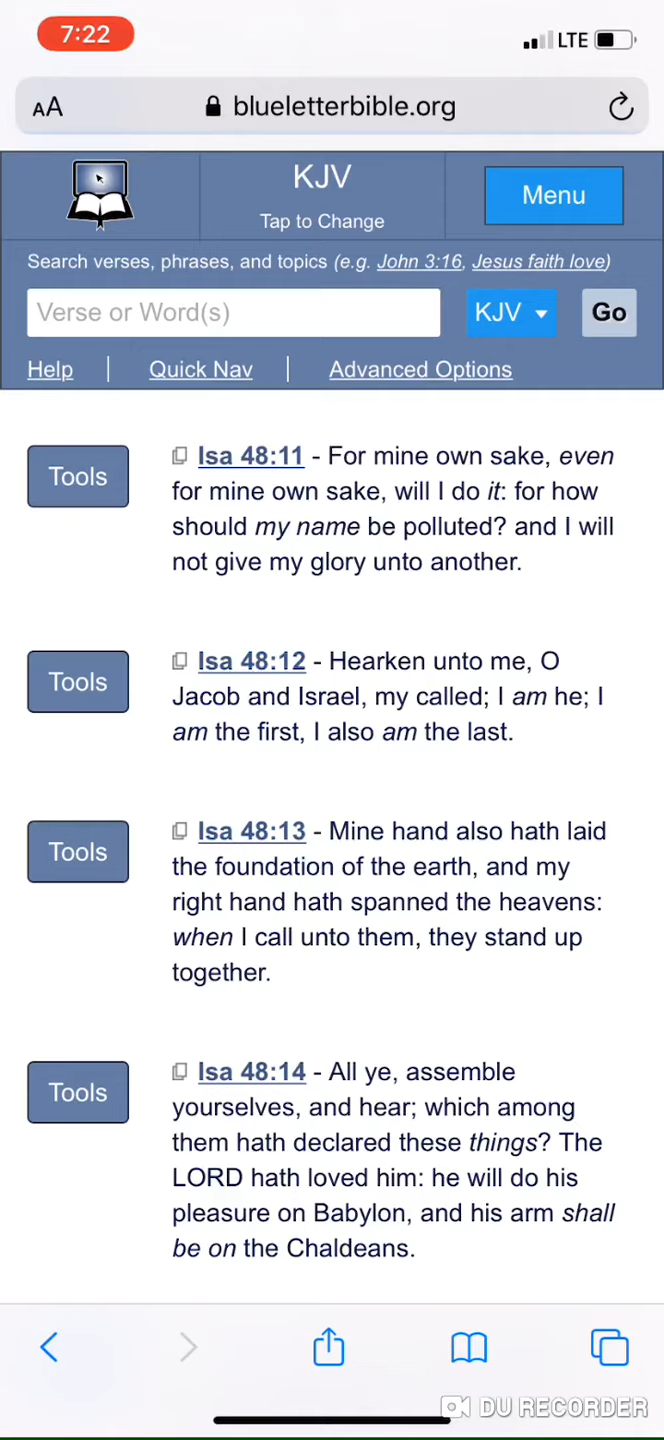 7:22
LTE
AA
blueletterbible.org
KJV
Tap to Change
Menu
Search verses, phrases, and topics (e.g. John 3:16, Jesus faith love)
Verse or Word(s)
KJV
Go
Help | Quick Nav | Advanced Options
Tools
Isa 48:11 - For mine own sake, even
for mine own sake, will I do it: for how
should my name be polluted? and I will
not give my glory unto another.
Tools
Isa 48:12 - Hearken unto me, O
Jacob and Israel, my called; I am he; I
am the first, I also am the last.
Tools
Isa 48:13 - Mine hand also hath laid
the foundation of the earth, and my
right hand hath spanned the heavens:
when I call unto them, they stand up
together.
Tools
Isa 48:14 - All ye, assemble
yourselves, and hear; which among
them hath declared these things? The
LORD hath loved him: he will do his
pleasure on Babylon, and his arm shall
be on the Chaldeans.
DU RECORDER